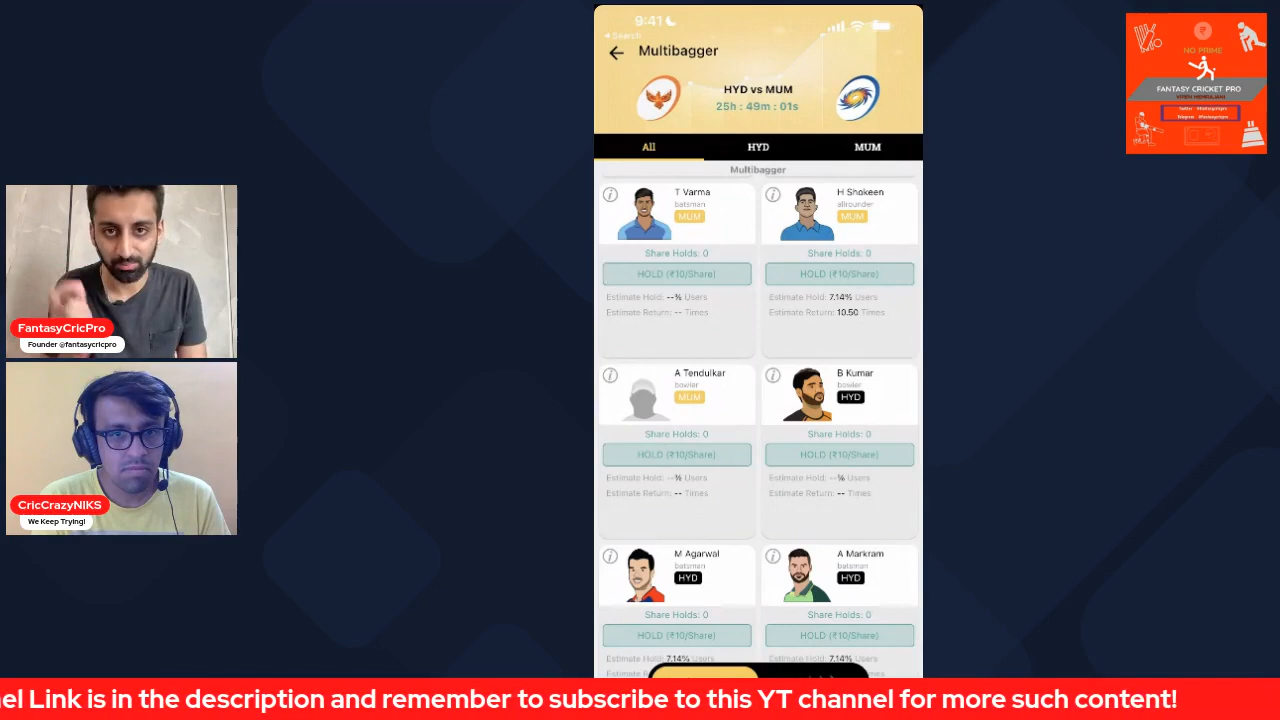 9:41
Search
Multibagger
HYD vs MUM
25h : 49m : 01s
All
HYD
MUM
Multibagger
T Varma
batsman
MUM
Share Holds: 0
HOLD (₹10/Share)
Estimate Hold: --% Users
Estimate Return: -- Times
H Shokeen
allrounder
MUM
Share Holds: 0
HOLD (₹10/Share)
Estimate Hold: 7.14% Users
Estimate Return: 10.50 Times
A Tendulkar
bowler
MUM
Share Holds: 0
HOLD (₹10/Share)
Estimate Hold: --% Users
Estimate Return: -- Times
B Kumar
bowler
HYD
Share Holds: 0
HOLD (₹10/Share)
Estimate Hold: --% Users
Estimate Return: -- Times
M Agarwal
batsman
HYD
Share Holds: 0
HOLD (₹10/Share)
Estimate Hold: 7.14% Users
A Markram
batsman
HYD
Share Holds: 0
HOLD (₹10/Share)
Estimate Hold: 7.14% Users
FantasyCricPro
Founder @fantasycricpro
CricCrazyNIKS
We Keep Trying!
NO PRIME
FANTASY CRICKET PRO
nel Link is in the description and remember to subscribe to this YT channel for more such content!